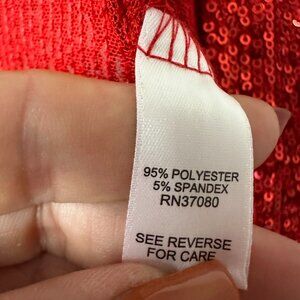 95% POLYESTER
5% SPANDEX
RN37080
SEE REVERSE
FOR CARE